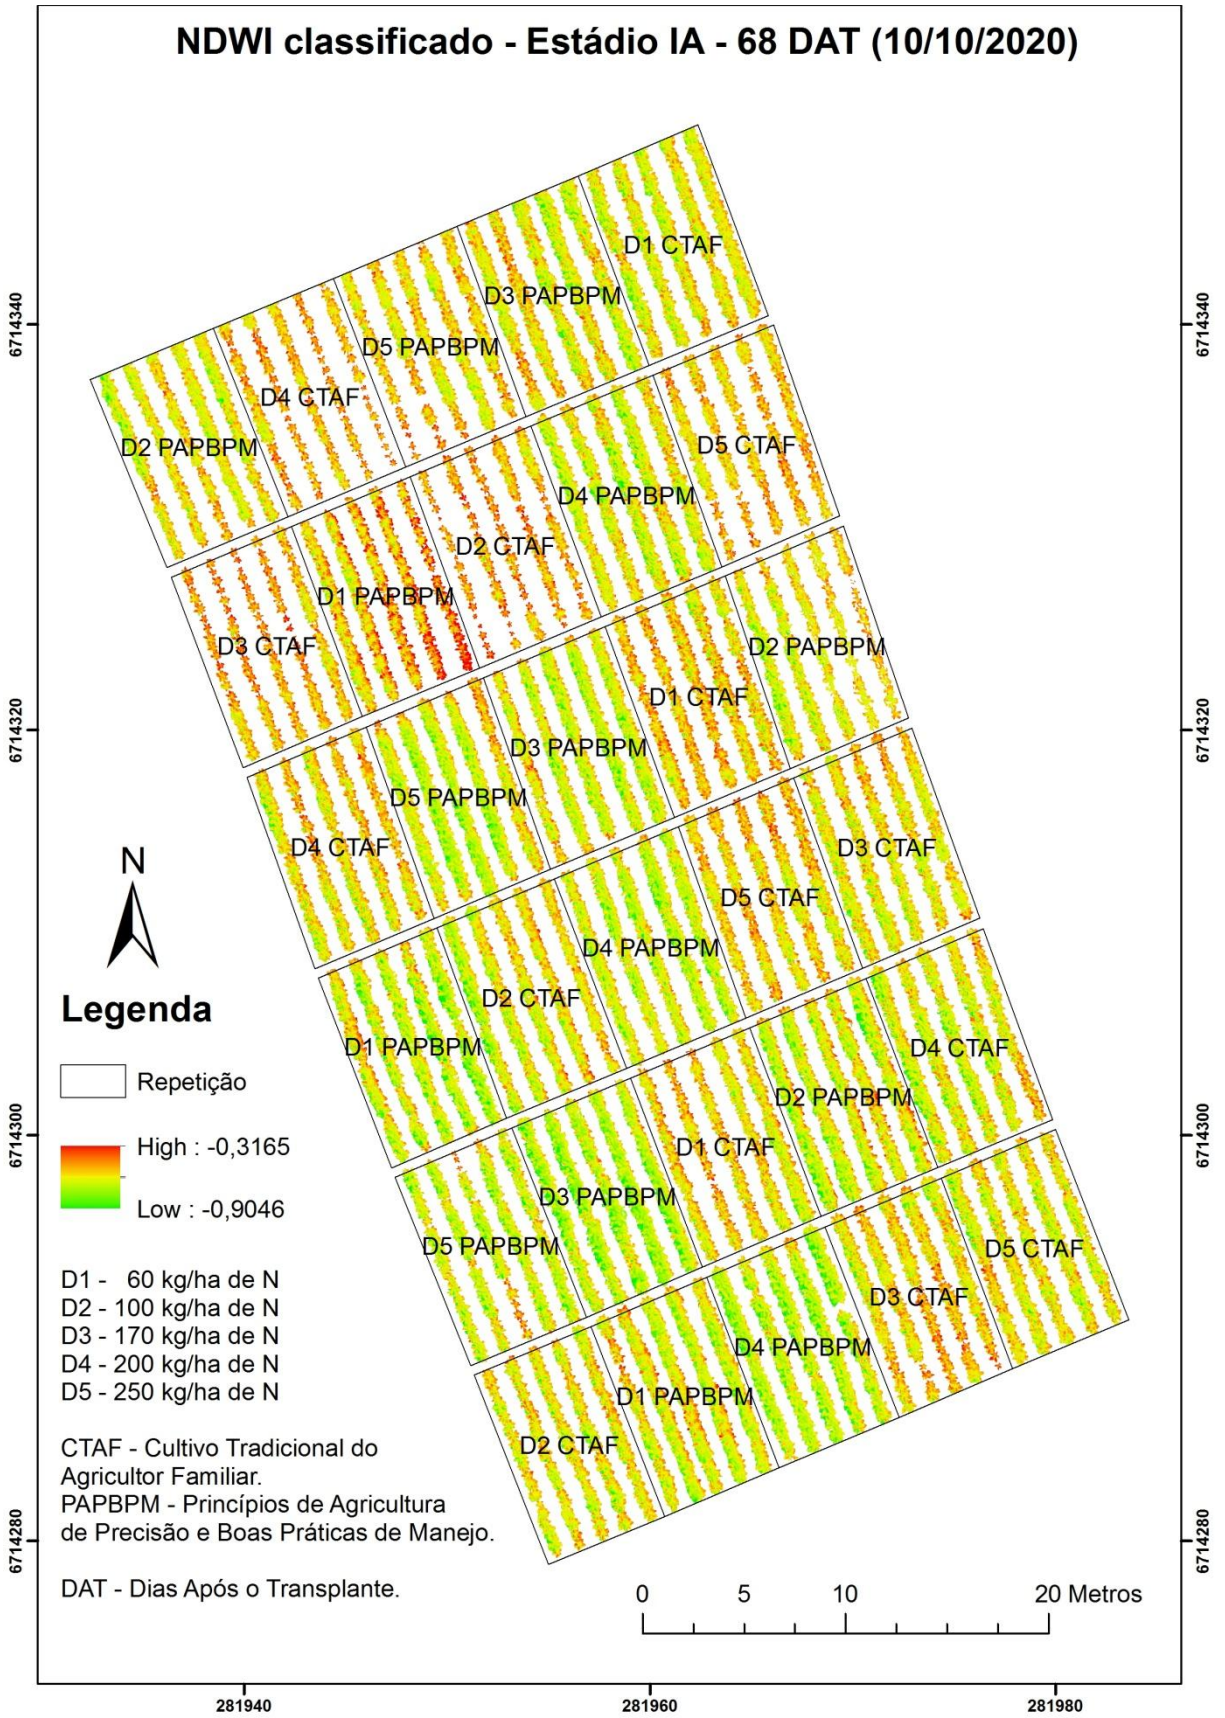 NDWI classificado - Estádio IA - 68 DAT (10/10/2020)
D1 CTAF
D3 PAPBPM
D5 PAPBPM
D4 CTAF
D2 PAPBPM
D5 CTAF
D4 PAPBPM
D2 CTAF
D1 PAPBPM
D3 CTAF
D2 PAPBPM
D1 CTAF
D3 PAPBPM
D5 PAPBPM
D4 CTAF
D3 CTAF
D5 CTAF
D4 PAPBPM
D2 CTAF
D1 PAPBPM
D4 CTAF
D2 PAPBPM
D1 CTAF
D3 PAPBPM
D5 PAPBPM
D5 CTAF
D3 CTAF
D4 PAPBPM
D1 PAPBPM
D2 CTAF
6714340
6714320
6714300
6714280
6714340
6714320
6714300
6714280
N
Legenda
Repetição
High : -0,3165
Low : -0,9046
D1 - 60 kg/ha de N
D2 - 100 kg/ha de N
D3 - 170 kg/ha de N
D4 - 200 kg/ha de N
D5 - 250 kg/ha de N
CTAF - Cultivo Tradicional do
Agricultor Familiar.
PAPBPM - Princípios de Agricultura
de Precisão e Boas Práticas de Manejo.
DAT - Dias Após o Transplante.
0 5 10 20 Metros
281940 281960 281980